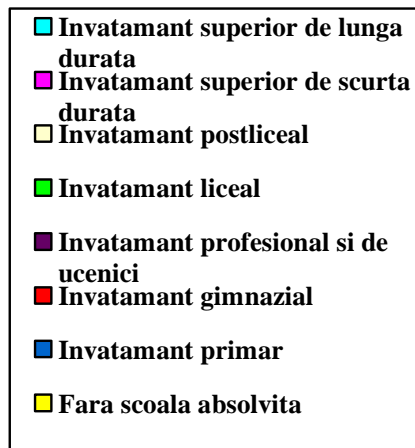 Invatamant superior de lunga
durata
Invatamant superior de scurta
durata
Invatamant postliceal
Invatamant liceal
Invatamant profesional si de
ucenici
Invatamant gimnazial
Invatamant primar
Fara scoala absolvita